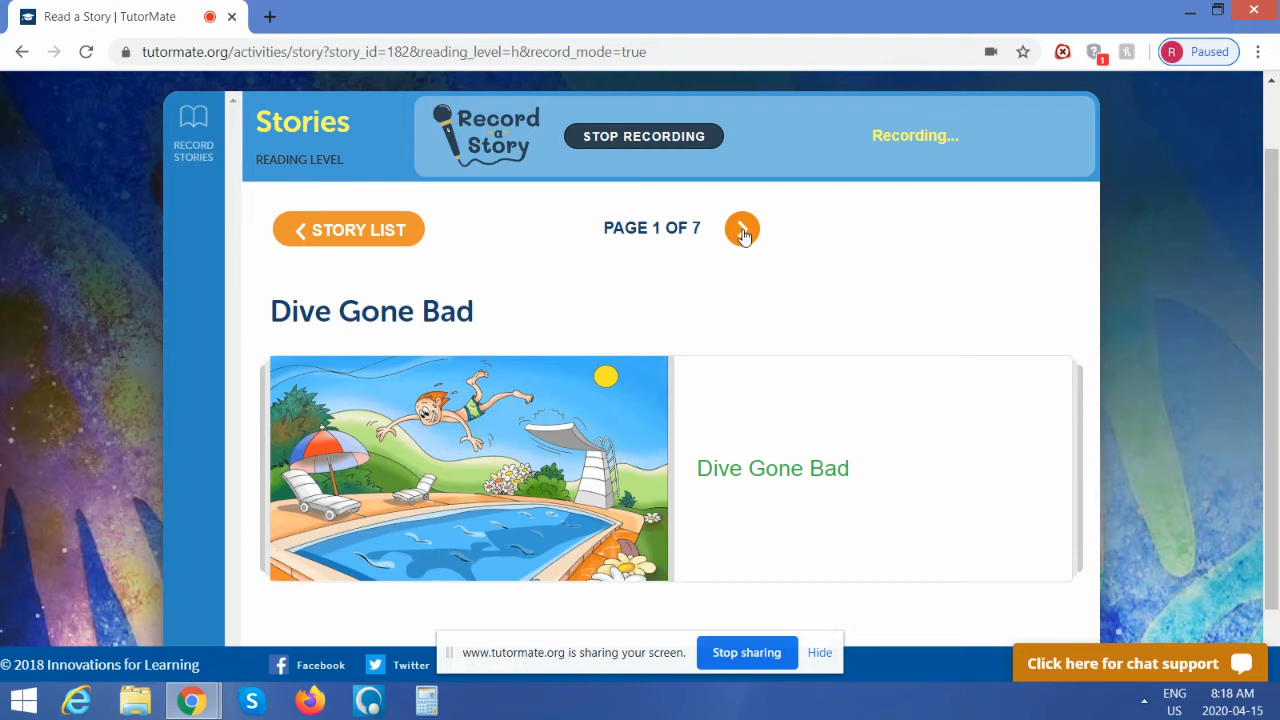 Read a Story | TutorMate
tutormate.org/activities/story?story_id=182&reading_level=h&record_mode=true
1
R Paused
RECORD
STORIES
Stories
READING LEVEL
Record
a
Story
STOP RECORDING
Recording...
STORY LIST
PAGE 1 OF 7
Dive Gone Bad
Dive Gone Bad
www.tutormate.org is sharing your screen.
Stop sharing
Hide
© 2018 Innovations for Learning
Facebook
Twitter
Click here for chat support
ENG
US
8:18 AM
2020-04-15